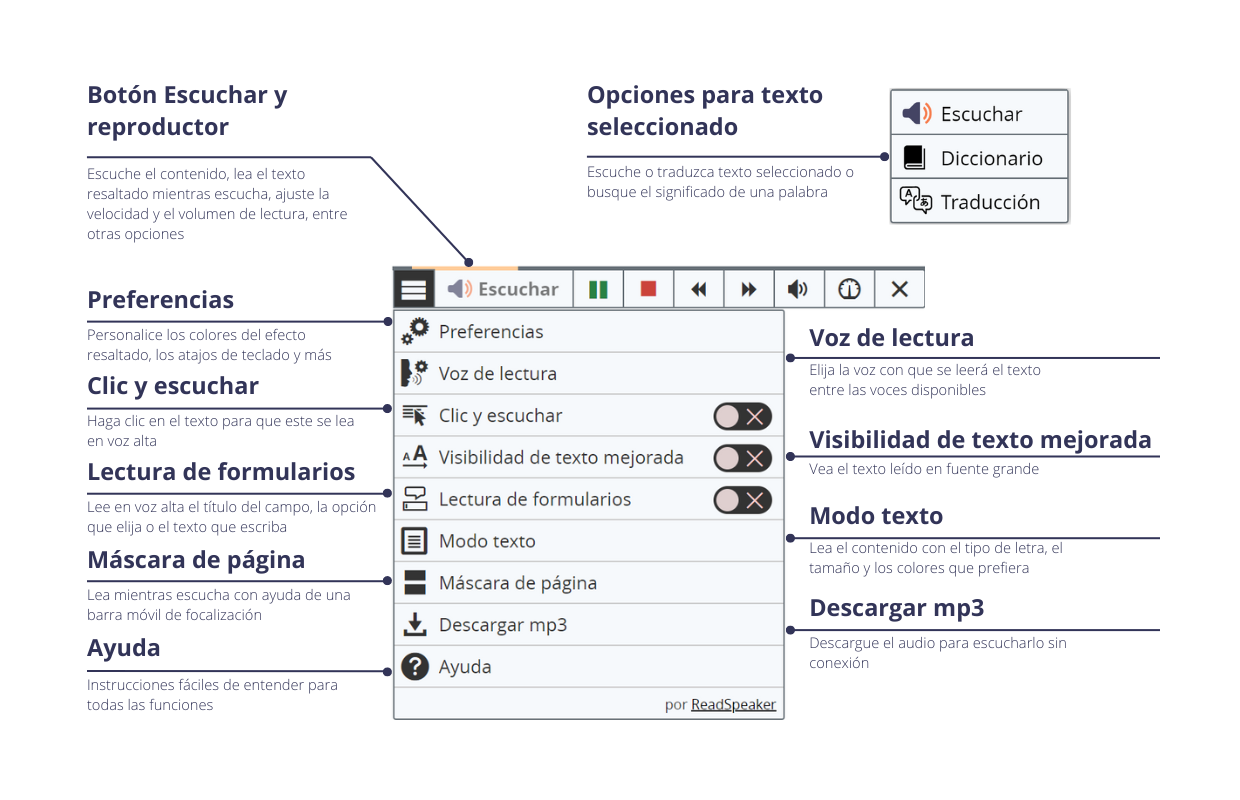 Botón Escuchar y
reproductor
Escuche el contenido, lea el texto
resaltado mientras escucha, ajuste la
velocidad y el volumen de lectura, entre
otras opciones
Opciones para texto
seleccionado
Escuche o traduzca texto seleccionado o
busque el significado de una palabra
Escuchar
Diccionario
Traducción
Escuchar
Preferencias
Personalice los colores del efecto
resaltado, los atajos de teclado y más
Clic y escuchar
Haga clic en el texto para que este se lea
en voz alta
Lectura de formularios
Lee en voz alta el título del campo, la opción
que elija o el texto que escriba
Máscara de página
Lea mientras escucha con ayuda de una
barra móvil de focalización
Ayuda
Instrucciones fáciles de entender para
todas las funciones
Preferencias
Voz de lectura
Clic y escuchar
Visibilidad de texto mejorada
Lectura de formularios
Modo texto
Máscara de página
Descargar mp3
Ayuda
por ReadSpeaker
Voz de lectura
Elija la voz con que se leerá el texto
entre las voces disponibles
Visibilidad de texto mejorada
Vea el texto leído en fuente grande
Modo texto
Lea el contenido con el tipo de letra, el
tamaño y los colores que prefiera
Descargar mp3
Descargue el audio para escucharlo sin
conexión